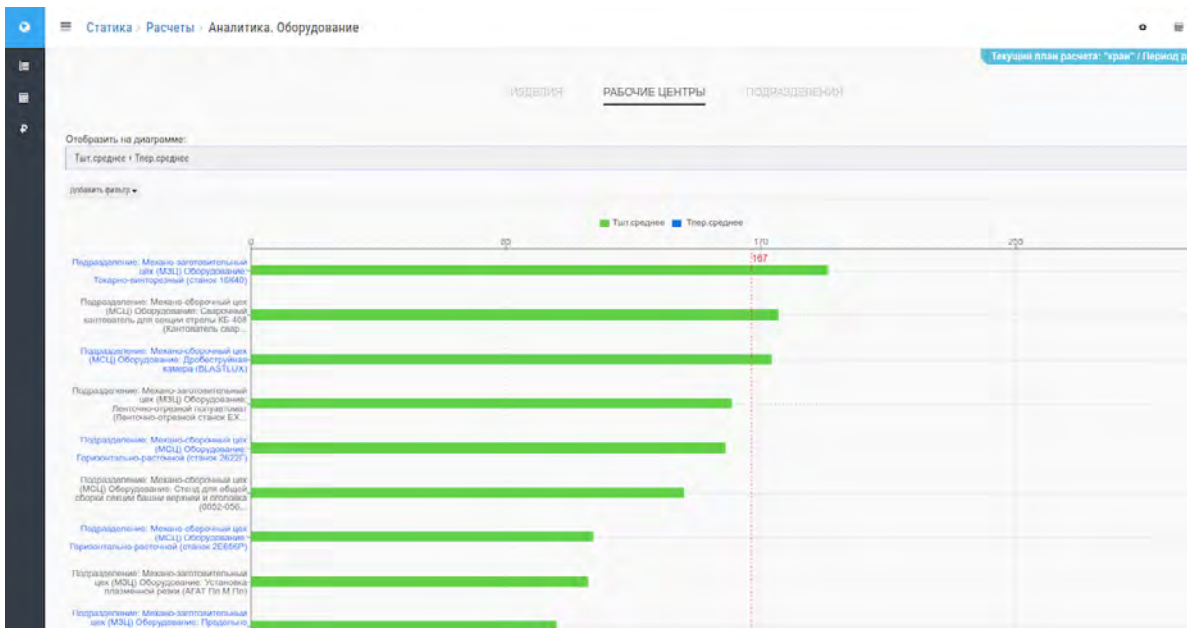 Статика › Расчеты › Аналитика. Оборудование
Текущий план расчета: "кран" / Период р
ИЗДЕЛИЯ РАБОЧИЕ ЦЕНТРЫ ПОДРАЗДЕЛЕНИЯ
Отобразить на диаграмме:
Тшт.среднее + Тпер.среднее
Добавить фильтр
Тшт.среднее Тпер.среднее
0 170
167
Подразделение: Механо-заготовительный
цех (МЗЦ) Оборудование:
Токарно-винторезный (станок 16К40)
Подразделение: Механо-сборочный цех
(МСЦ) Оборудование: Сварочный
кантователь для секции стрелы КБ-408
(Кантователь свар...
Подразделение: Механо-сборочный цех
(МСЦ) Оборудование: Дробеструйная
камера (BLASTLUX)
Подразделение: Механо-заготовительный
цех (МЗЦ) Оборудование:
Ленточно-отрезной полуавтомат
(Ленточно-отрезной станок EX...
Подразделение: Механо-сборочный цех
(МСЦ) Оборудование:
Горизонтально-расточной (станок 2622Г)
Подразделение: Механо-сборочный цех
(МСЦ) Оборудование: Стенд для общей
сборки секции башни верхней и оголовка
(0052-056...
Подразделение: Механо-сборочный цех
(МСЦ) Оборудование:
Горизонтально-расточной (станок 2Е656Р)
Подразделение: Механо-заготовительный
цех (МЗЦ) Оборудование: Установка
плазменной резки (АГАТ Пл М Пп)
Подразделение: Механо-заготовительный
цех (МЗЦ) Оборудование: Продольно